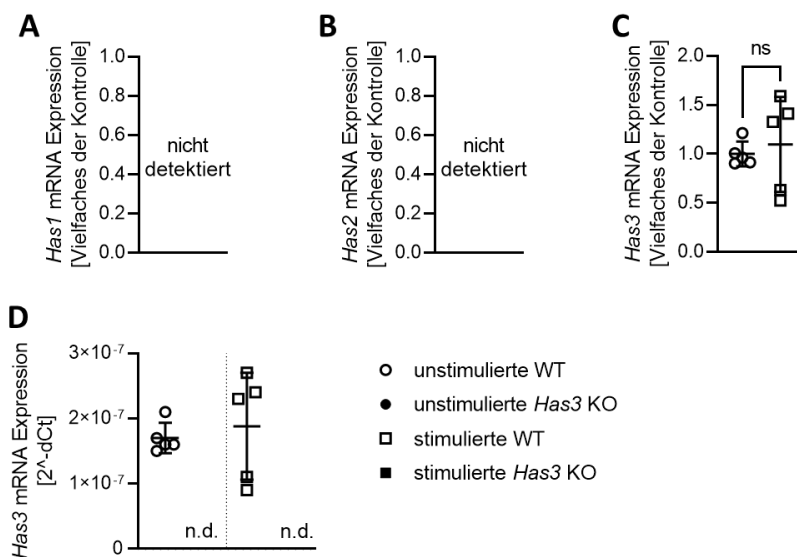 A
Has1 mRNA Expression
[Vielfaches der Kontrolle]
1.0
0.8
0.6
0.4
0.2
0.0
nicht
detektiert
B
Has2 mRNA Expression
[Vielfaches der Kontrolle]
1.0
0.8
0.6
0.4
0.2
0.0
nicht
detektiert
C
Has3 mRNA Expression
[Vielfaches der Kontrolle]
2.0
1.5
1.0
0.5
0.0
ns
D
Has3 mRNA Expression
[2^-dCt]
3×10⁻⁷
2×10⁻⁷
1×10⁻⁷
0
n.d.
n.d.
unstimulierte WT
unstimulierte Has3 KO
stimulierte WT
stimulierte Has3 KO